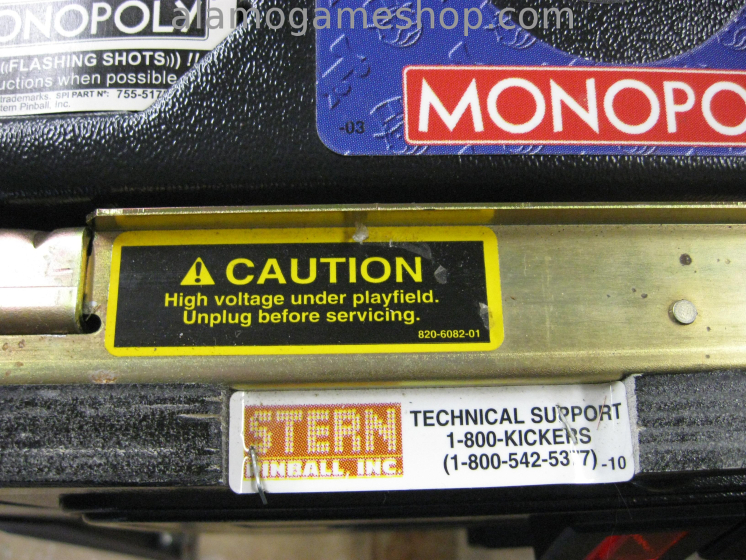 alamogameshop.com
ONOPOLY
((FLASHING SHOTS)) !!
uctions when possible
trademarks. SPI PART Nº: 755-517
tern Pinball, Inc.
-03
MONOPO
CAUTION
High voltage under playfield.
Unplug before servicing.
820-6082-01
STERN
PINBALL, INC.
TECHNICAL SUPPORT
1-800-KICKERS
(1-800-542-5377) -10